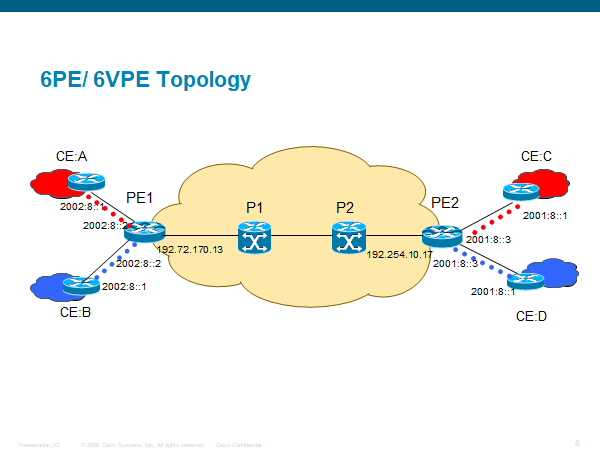 6PE/ 6VPE Topology
CE:A
CE:C
2002:8::1
PE1
P1
P2
PE2
2001:8::1
2002:8::2
192.72.170.13
192.254.10.17
2001:8::3
2002:8::2
2001:8::3
2002:8::1
2001:8::1
CE:B
CE:D
Presentation_ID
© 2006 Cisco Systems, Inc. All rights reserved.
Cisco Confidential
8